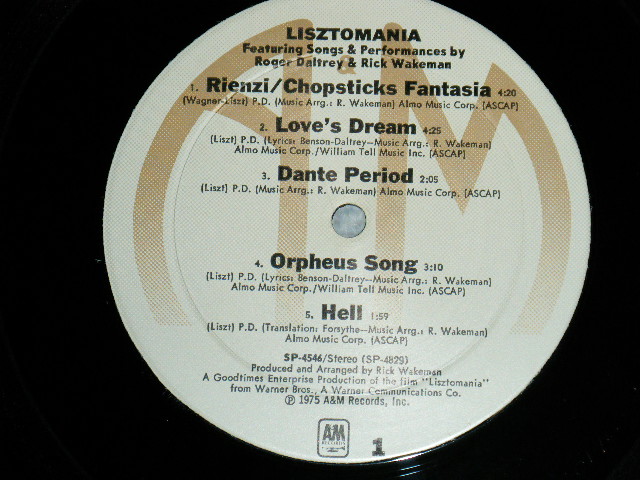 LISZTOMANIA
Featuring Songs & Performances by
Roger Daltrey & Rick Wakeman
1. Rienzi/Chopsticks Fantasia 4:20
(Wagner-Liszt) P.D. (Music Arrg.: R. Wakeman) Almo Music Corp. (ASCAP)
2. Love's Dream 4:25
(Liszt) P.D. (Lyrics: Benson-Daltrey--Music Arrg.: R. Wakeman)
Almo Music Corp./William Tell Music Inc. (ASCAP)
3. Dante Period 2:05
(Liszt) P.D. (Music Arrg.: R. Wakeman) Almo Music Corp. (ASCAP)
4. Orpheus Song 3:10
(Liszt) P.D. (Lyrics: Benson-Daltrey--Music Arrg.: R. Wakeman)
Almo Music Corp./William Tell Music Inc. (ASCAP)
5. Hell 1:59
(Liszt) P.D. (Translation: Forsythe--Music Arrg.: R. Wakeman)
Almo Music Corp. (ASCAP)
SP-4546/Stereo (SP-4829)
Produced and Arranged by Rick Wakeman
A Goodtimes Enterprise Production of the film "Lisztomania"
from Warner Bros., A Warner Communications Co.
℗ 1975 A&M Records, Inc.
A&M
RECORDS
1